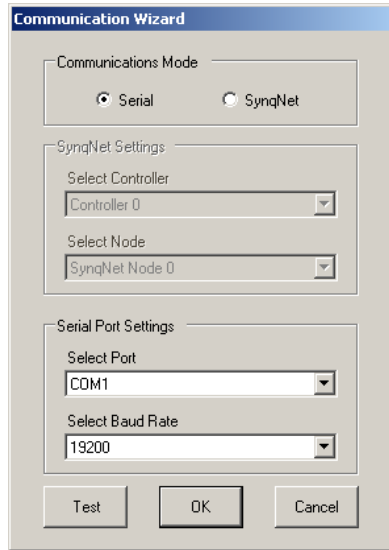 Communication Wizard
Communications Mode
Serial SynqNet
SynqNet Settings
Select Controller
Controller 0
Select Node
SynqNet Node 0
Serial Port Settings
Select Port
COM1
Select Baud Rate
19200
Test OK Cancel